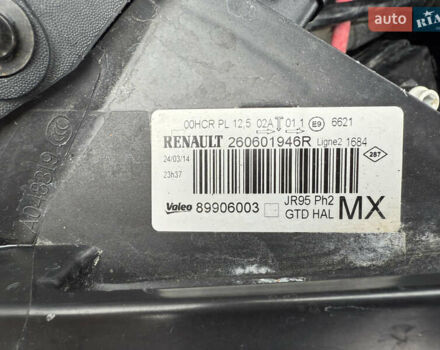 AUTO
RIA
00HCR PL 12,5 02A 01 1 E9 6621
RENAULT 260601946R Ligne2 1684
24/03/14
287
23h37
Valeo 89906003
JR95 Ph2
GTD HAL
MX